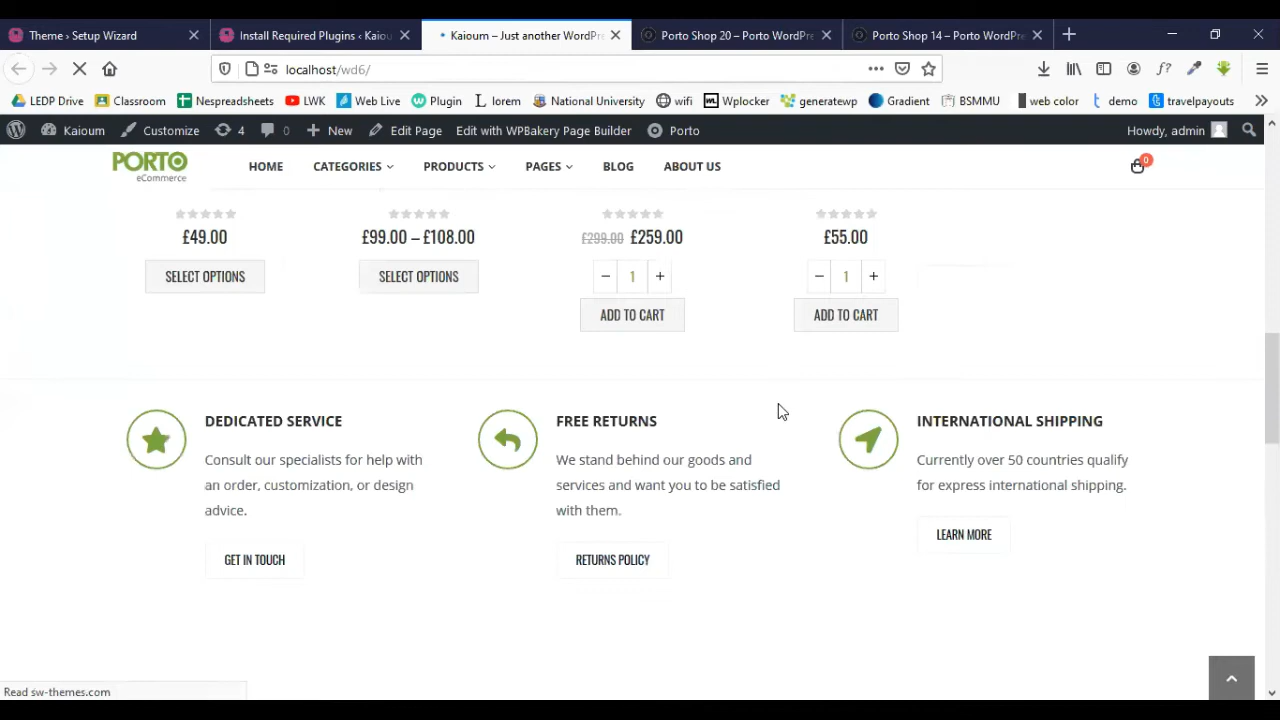 Theme › Setup Wizard
Install Required Plugins ‹ Kaiou
Kaioum – Just another WordPre
Porto Shop 20 – Porto WordPr
Porto Shop 14 – Porto WordPre
localhost/wd6/
LEDP Drive
Classroom
Nespreadsheets
LWK
Web Live
Plugin
lorem
National University
wifi
Wplocker
generatewp
Gradient
BSMMU
web color
demo
travelpayouts
Kaioum
Customize
4
0
New
Edit Page
Edit with WPBakery Page Builder
Porto
Howdy, admin
PORTO
eCommerce
HOME
CATEGORIES
PRODUCTS
PAGES
BLOG
ABOUT US
0
£49.00
£99.00 – £108.00
£299.00 £259.00
£55.00
SELECT OPTIONS
SELECT OPTIONS
− 1 +
− 1 +
ADD TO CART
ADD TO CART
DEDICATED SERVICE
Consult our specialists for help with
an order, customization, or design
advice.
GET IN TOUCH
FREE RETURNS
We stand behind our goods and
services and want you to be satisfied
with them.
RETURNS POLICY
INTERNATIONAL SHIPPING
Currently over 50 countries qualify
for express international shipping.
LEARN MORE
Read sw-themes.com